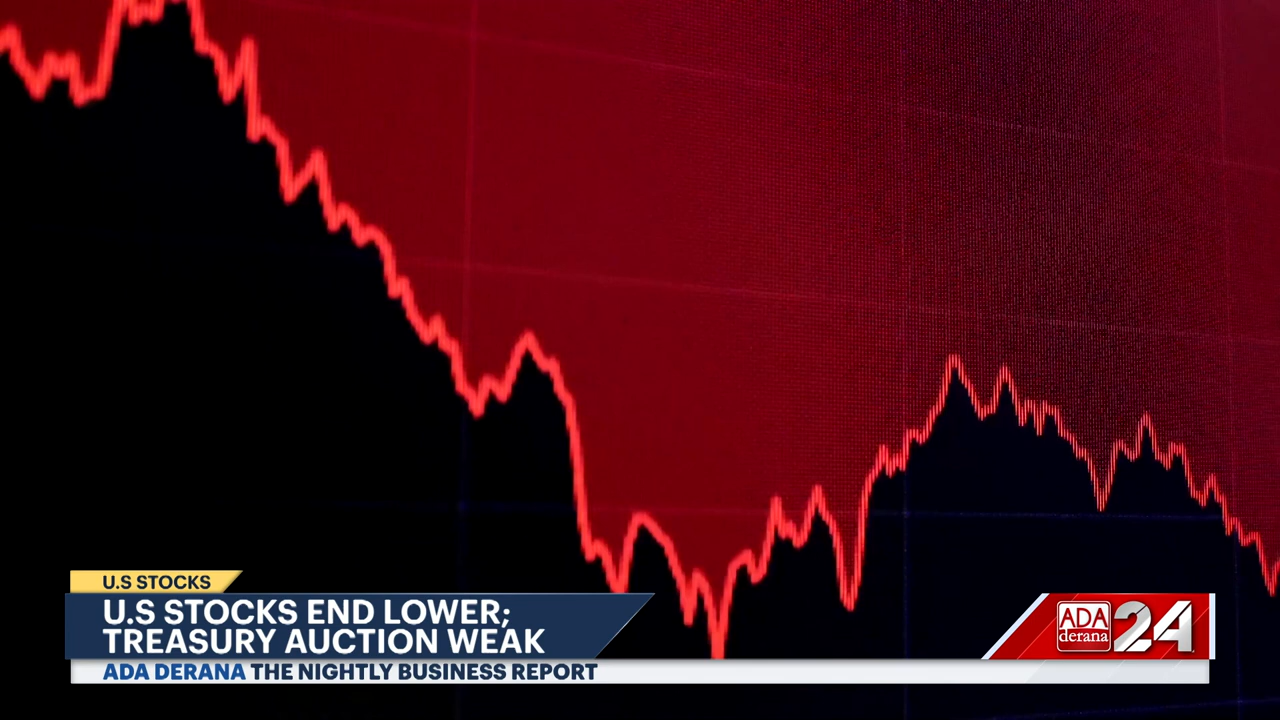 U.S STOCKS
U.S STOCKS END LOWER;
TREASURY AUCTION WEAK
ADA DERANA THE NIGHTLY BUSINESS REPORT
ADA
derana
24